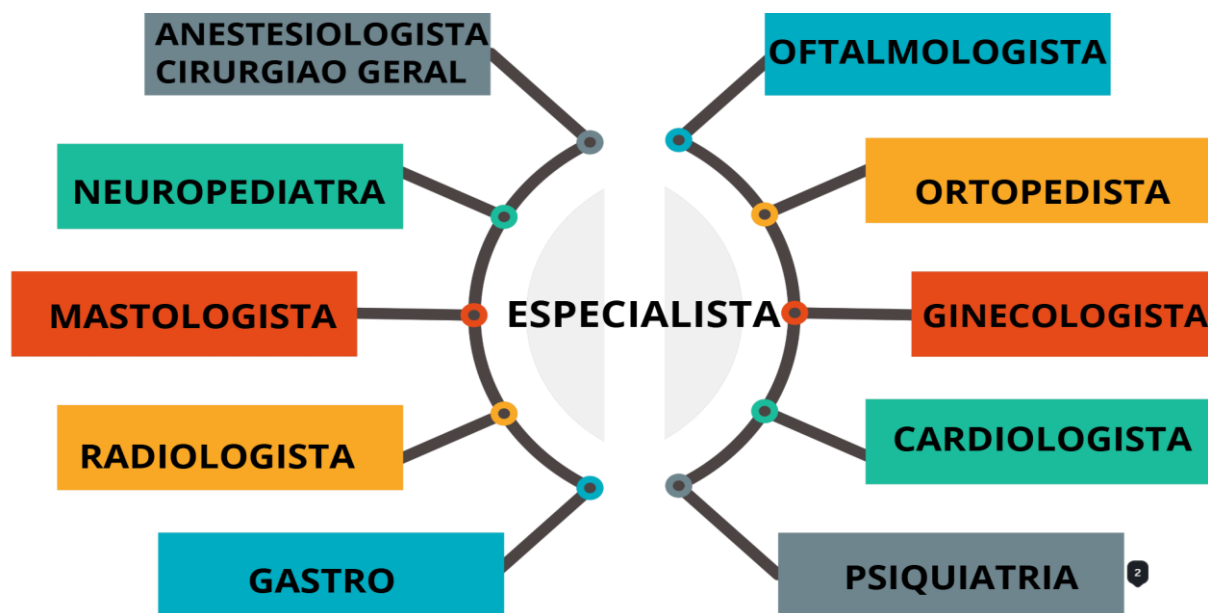 ANESTESIOLOGISTA
CIRURGIAO GERAL
OFTALMOLOGISTA
NEUROPEDIATRA
ORTOPEDISTA
MASTOLOGISTA
ESPECIALISTA
GINECOLOGISTA
RADIOLOGISTA
CARDIOLOGISTA
GASTRO
PSIQUIATRIA
2